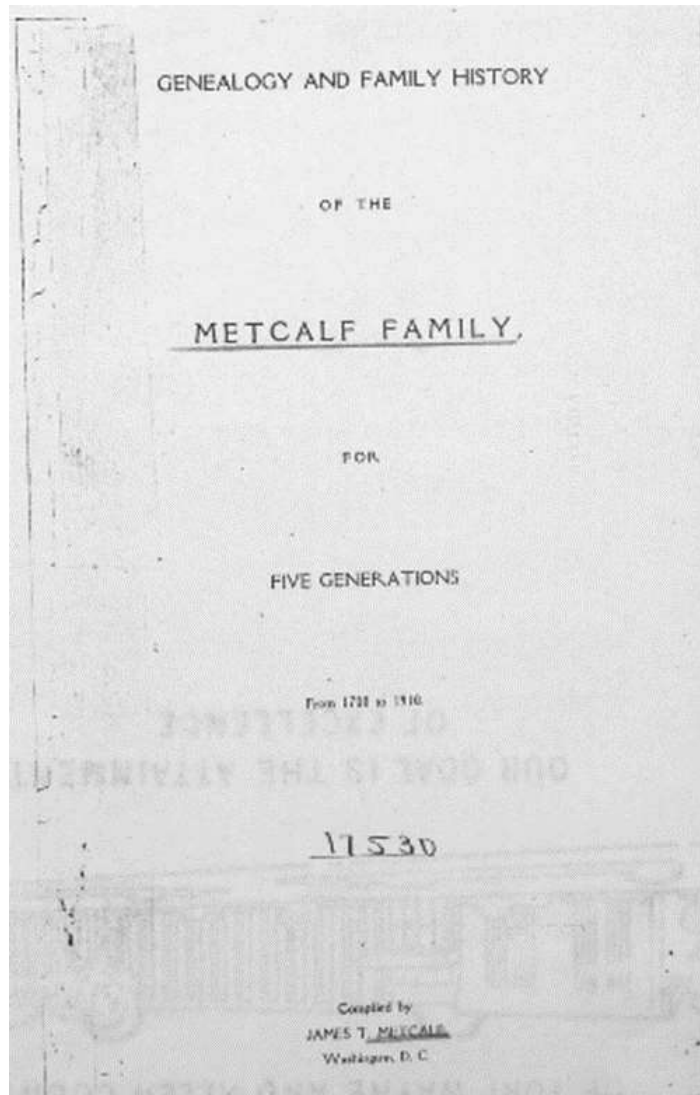 GENEALOGY AND FAMILY HISTORY
OF THE
METCALF FAMILY,
FOR
FIVE GENERATIONS
From to 1910.
OF EXCELLENCE
OUR GOAL IS THE ATTAINMENT
17530
Compiled by
JAMES T. METCALF,
Washington, D. C.